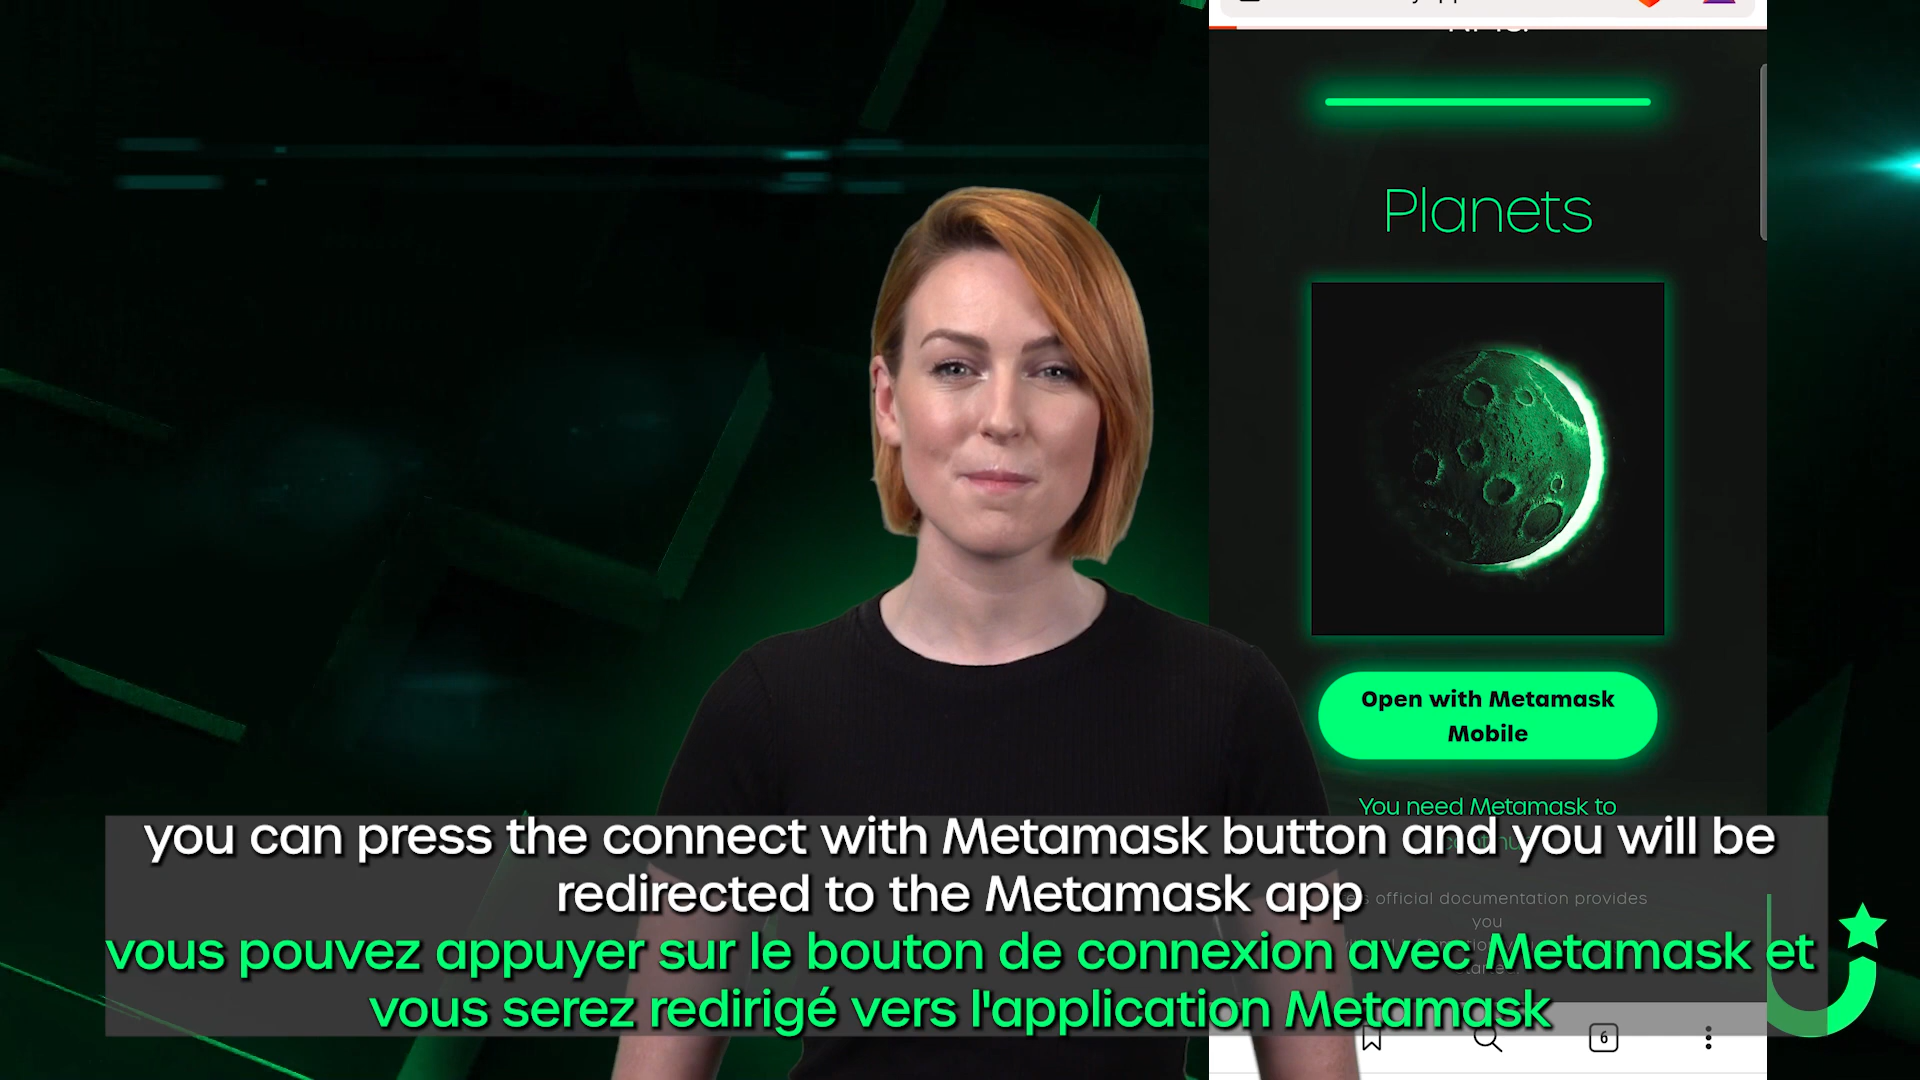 Planets
Open with Metamask
Mobile
You need Metamask to
you can press the connect with Metamask button and you will be
redirected to the Metamask app
official documentation provides
you
vous pouvez appuyer sur le bouton de connexion avec Metamask et
vous serez redirigé vers l'application Metamask
6